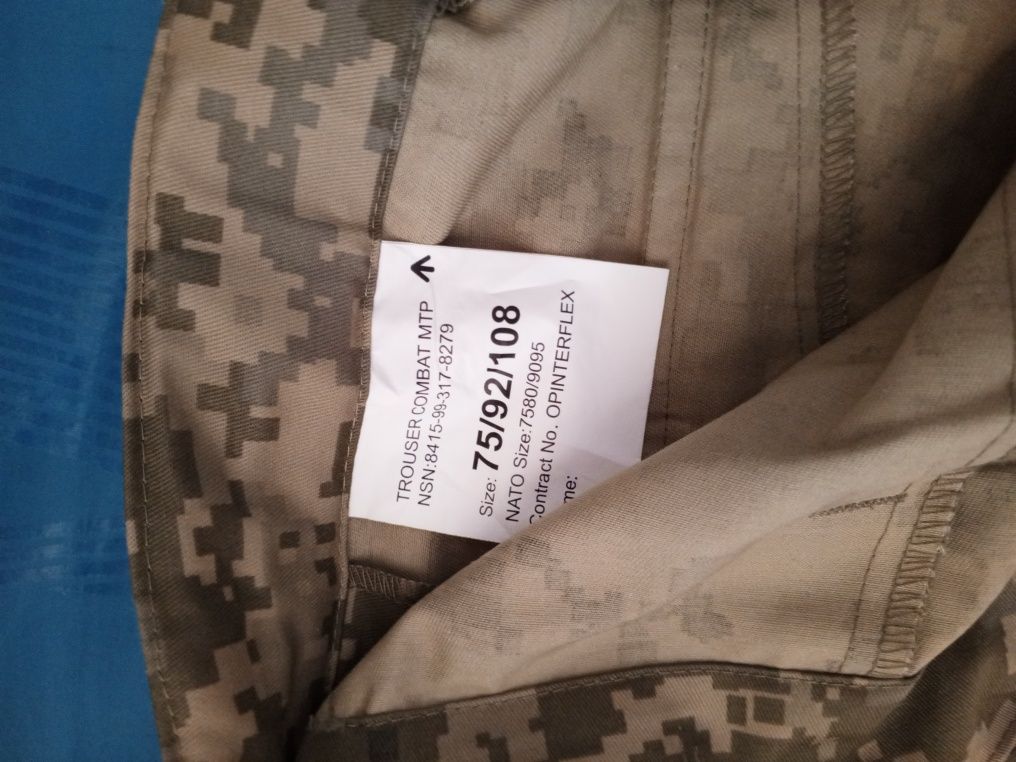 TROUSER COMBAT MTP
NSN:8415-99-317-8279
Size: 75/92/108
NATO Size:7580/9095
Contract No. OPINTERFLEX
me: